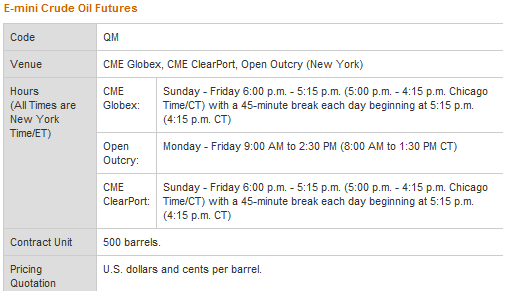 E-mini Crude Oil Futures
Code QM
Venue CME Globex, CME ClearPort, Open Outcry (New York)
Hours
(All Times are
New York
Time/ET)
CME
Globex:
Sunday - Friday 6:00 p.m. - 5:15 p.m. (5:00 p.m. - 4:15 p.m. Chicago
Time/CT) with a 45-minute break each day beginning at 5:15 p.m.
(4:15 p.m. CT)
Open
Outcry:
Monday - Friday 9:00 AM to 2:30 PM (8:00 AM to 1:30 PM CT)
CME
ClearPort:
Sunday - Friday 6:00 p.m. - 5:15 p.m. (5:00 p.m. - 4:15 p.m. Chicago
Time/CT) with a 45-minute break each day beginning at 5:15 p.m.
(4:15 p.m. CT)
Contract Unit 500 barrels.
Pricing
Quotation
U.S. dollars and cents per barrel.